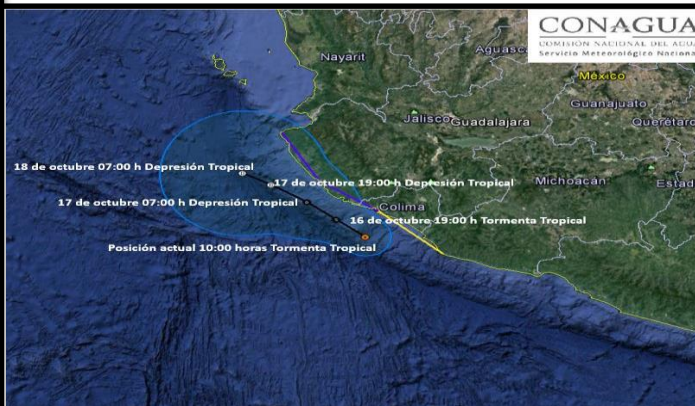 CONAGUA
COMISIÓN NACIONAL DEL AGUA
Servicio Meteorológico Nacional
Nayarit
Aguasc
México
Guanajuato
Jalisco
Guadalajara
Querétaro
18 de octubre 07:00 h Depresión Tropical
17 de octubre 19:00 h Depresión Tropical
Michoacán
Estad
17 de octubre 07:00 h Depresión Tropical
Colima
16 de octubre 19:00 h Tormenta Tropical
Posición actual 10:00 horas Tormenta Tropical